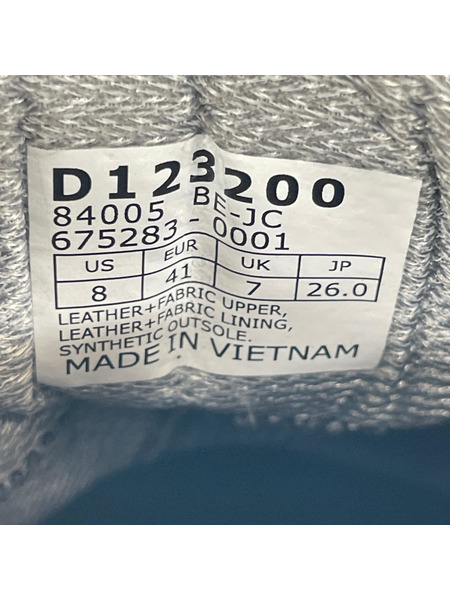 D123200
84005 BE-JC
675283-0001
US EUR UK JP
8 41 7 26.0
LEATHER+FABRIC UPPER,
LEATHER+FABRIC LINING,
SYNTHETIC OUTSOLE.
MADE IN VIETNAM